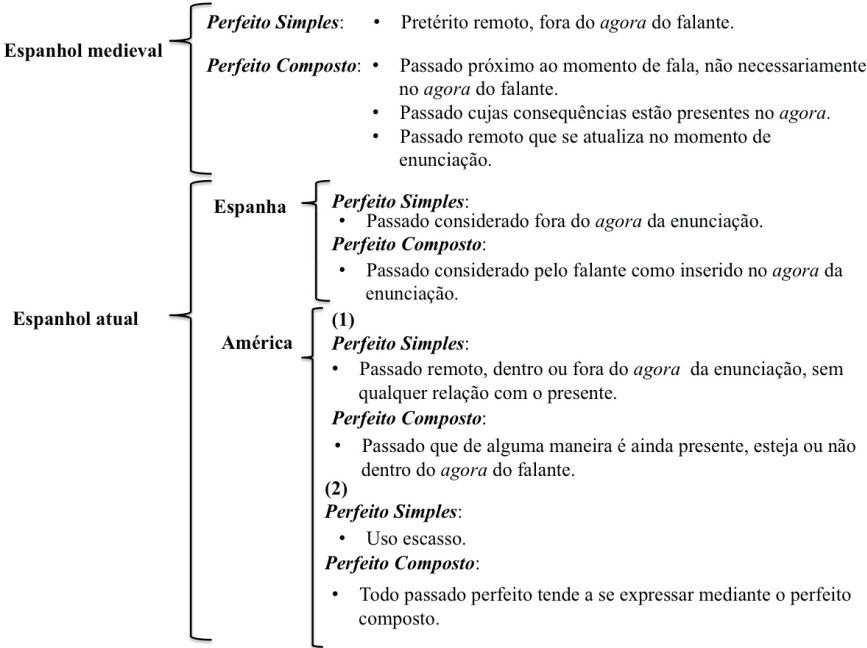 Espanhol medieval
Perfeito Simples: • Pretérito remoto, fora do agora do falante.
Perfeito Composto: • Passado próximo ao momento de fala, não necessariamente
no agora do falante.
• Passado cujas consequências estão presentes no agora.
• Passado remoto que se atualiza no momento de
enunciação.
Espanhol atual
Espanha
Perfeito Simples:
• Passado considerado fora do agora da enunciação.
Perfeito Composto:
• Passado considerado pelo falante como inserido no agora da
enunciação.
América
(1)
Perfeito Simples:
• Passado remoto, dentro ou fora do agora da enunciação, sem
qualquer relação com o presente.
Perfeito Composto:
• Passado que de alguma maneira é ainda presente, esteja ou não
dentro do agora do falante.
(2)
Perfeito Simples:
• Uso escasso.
Perfeito Composto:
• Todo passado perfeito tende a se expressar mediante o perfeito
composto.